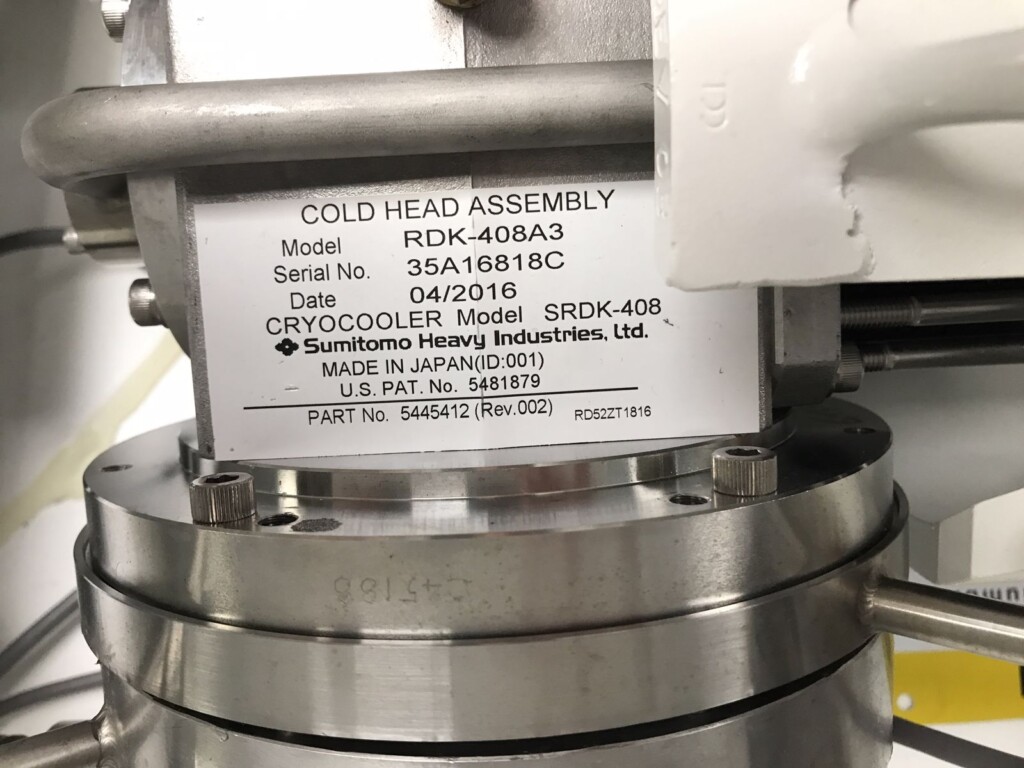 COLD HEAD ASSEMBLY
Model RDK-408A3
Serial No. 35A16818C
Date 04/2016
CRYOCOOLER Model SRDK-408
Sumitomo Heavy Industries, Ltd.
MADE IN JAPAN(ID:001)
U.S. PAT. No. 5481879
PART No. 5445412 (Rev.002) RD52ZT1816